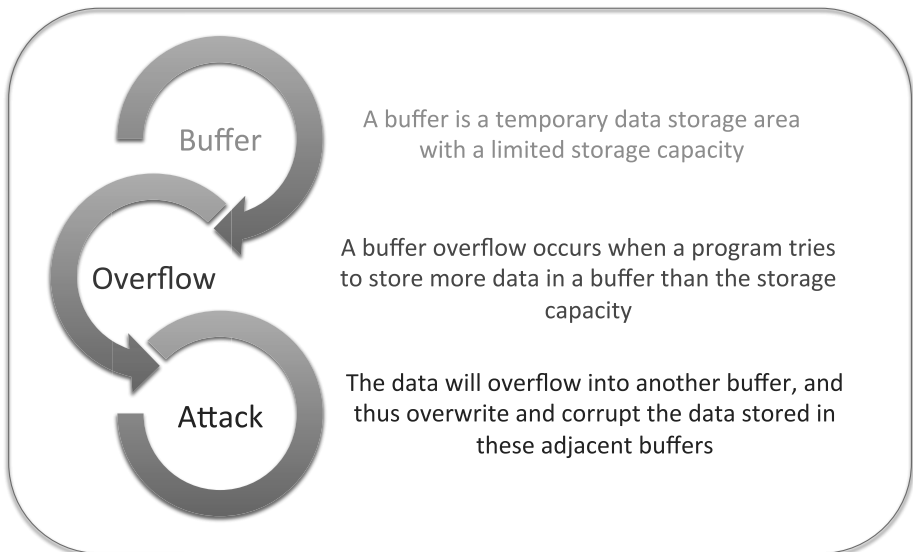 Buffer
A buffer is a temporary data storage area
with a limited storage capacity
Overflow
A buffer overflow occurs when a program tries
to store more data in a buffer than the storage
capacity
Attack
The data will overflow into another buffer, and
thus overwrite and corrupt the data stored in
these adjacent buffers